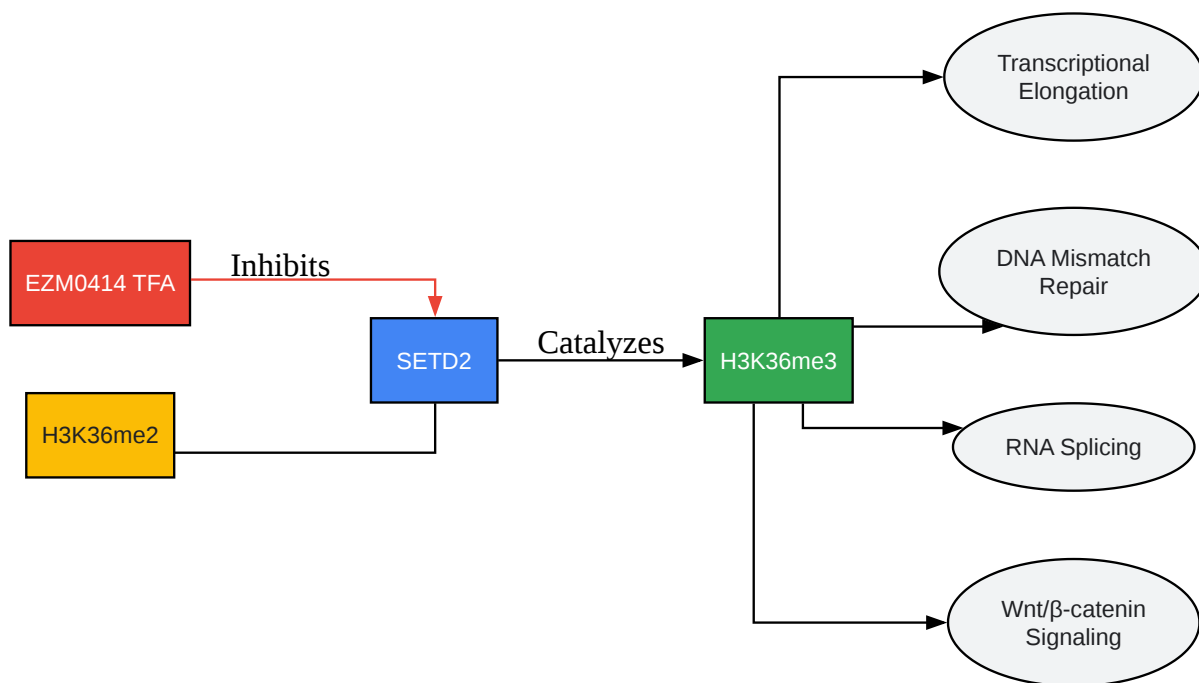 Transcriptional
Elongation
DNA Mismatch
Repair
Inhibits
EZM0414 TFA
Catalyzes
SETD2
H3K36me3
H3K36me2
RNA Splicing
Wnt/β-catenin
Signaling